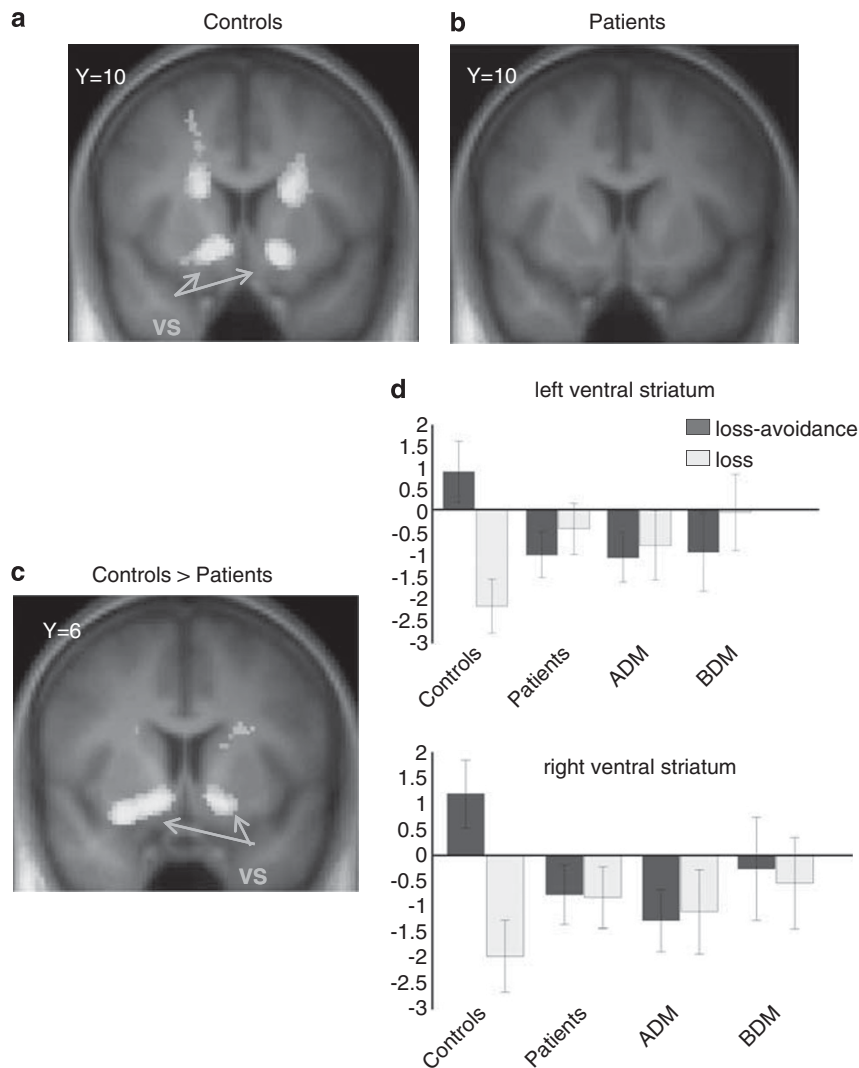 a
Controls
Y=10
VS
b
Patients
Y=10
c
Controls > Patients
Y=6
VS
d
left ventral striatum
loss-avoidance
loss
2
1.5
1
0.5
0
-0.5
-1
-1.5
-2
-2.5
-3
Controls
Patients
ADM
BDM
right ventral striatum
2
1.5
1
0.5
0
-0.5
-1
-1.5
-2
-2.5
-3
Controls
Patients
ADM
BDM